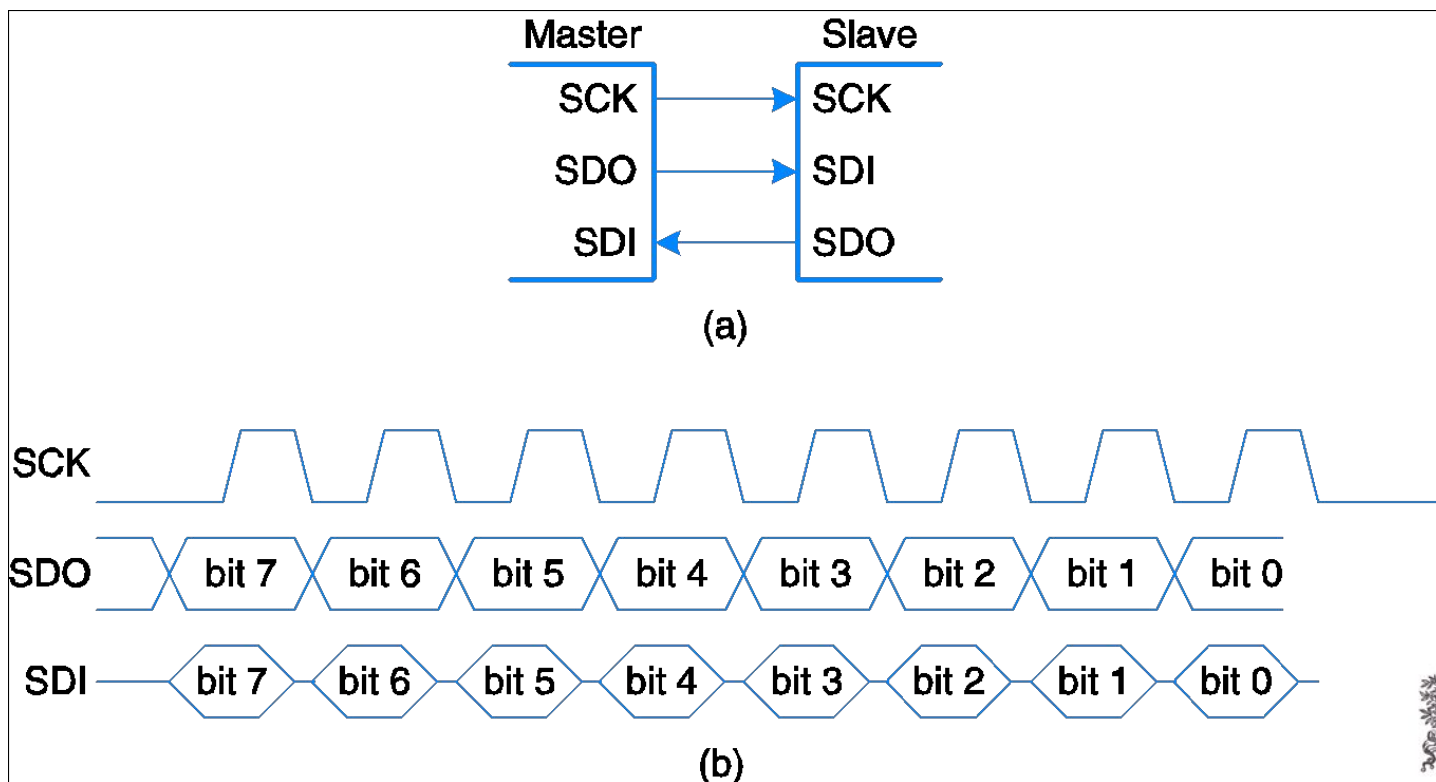 Master Slave
SCK SCK
SDO SDI
SDI SDO
(a)
SCK
SDO bit 7 bit 6 bit 5 bit 4 bit 3 bit 2 bit 1 bit 0
SDI bit 7 bit 6 bit 5 bit 4 bit 3 bit 2 bit 1 bit 0
(b)